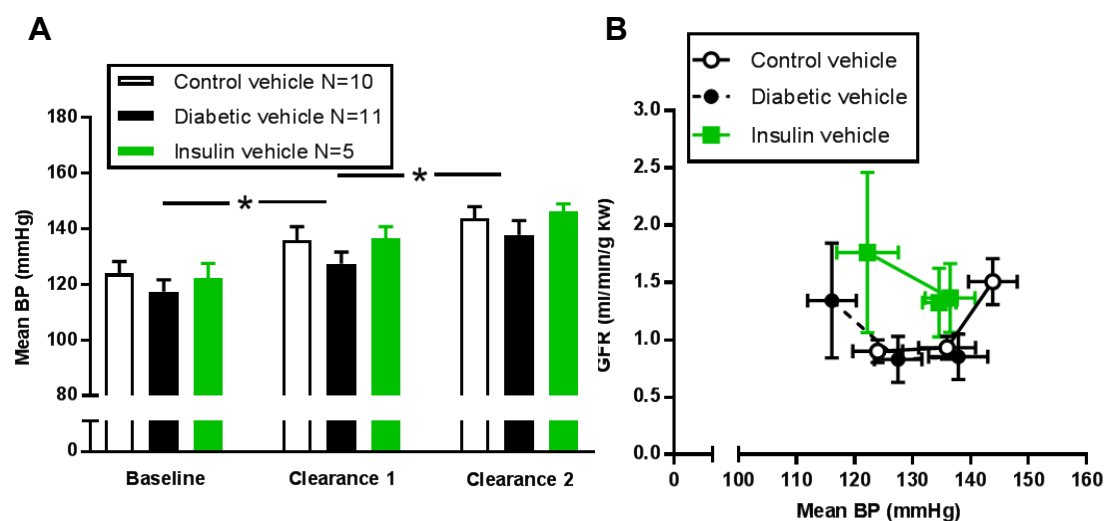 A
Control vehicle N=10
Diabetic vehicle N=11
Insulin vehicle N=5
180
160
140
120
100
80
0
Mean BP (mmHg)
*
*
Baseline
Clearance 1
Clearance 2
B
Control vehicle
Diabetic vehicle
Insulin vehicle
3.0
2.5
2.0
1.5
1.0
0.5
0.0
GFR (ml/min/g kw)
0
100
110
120
130
140
150
160
Mean BP (mmHg)